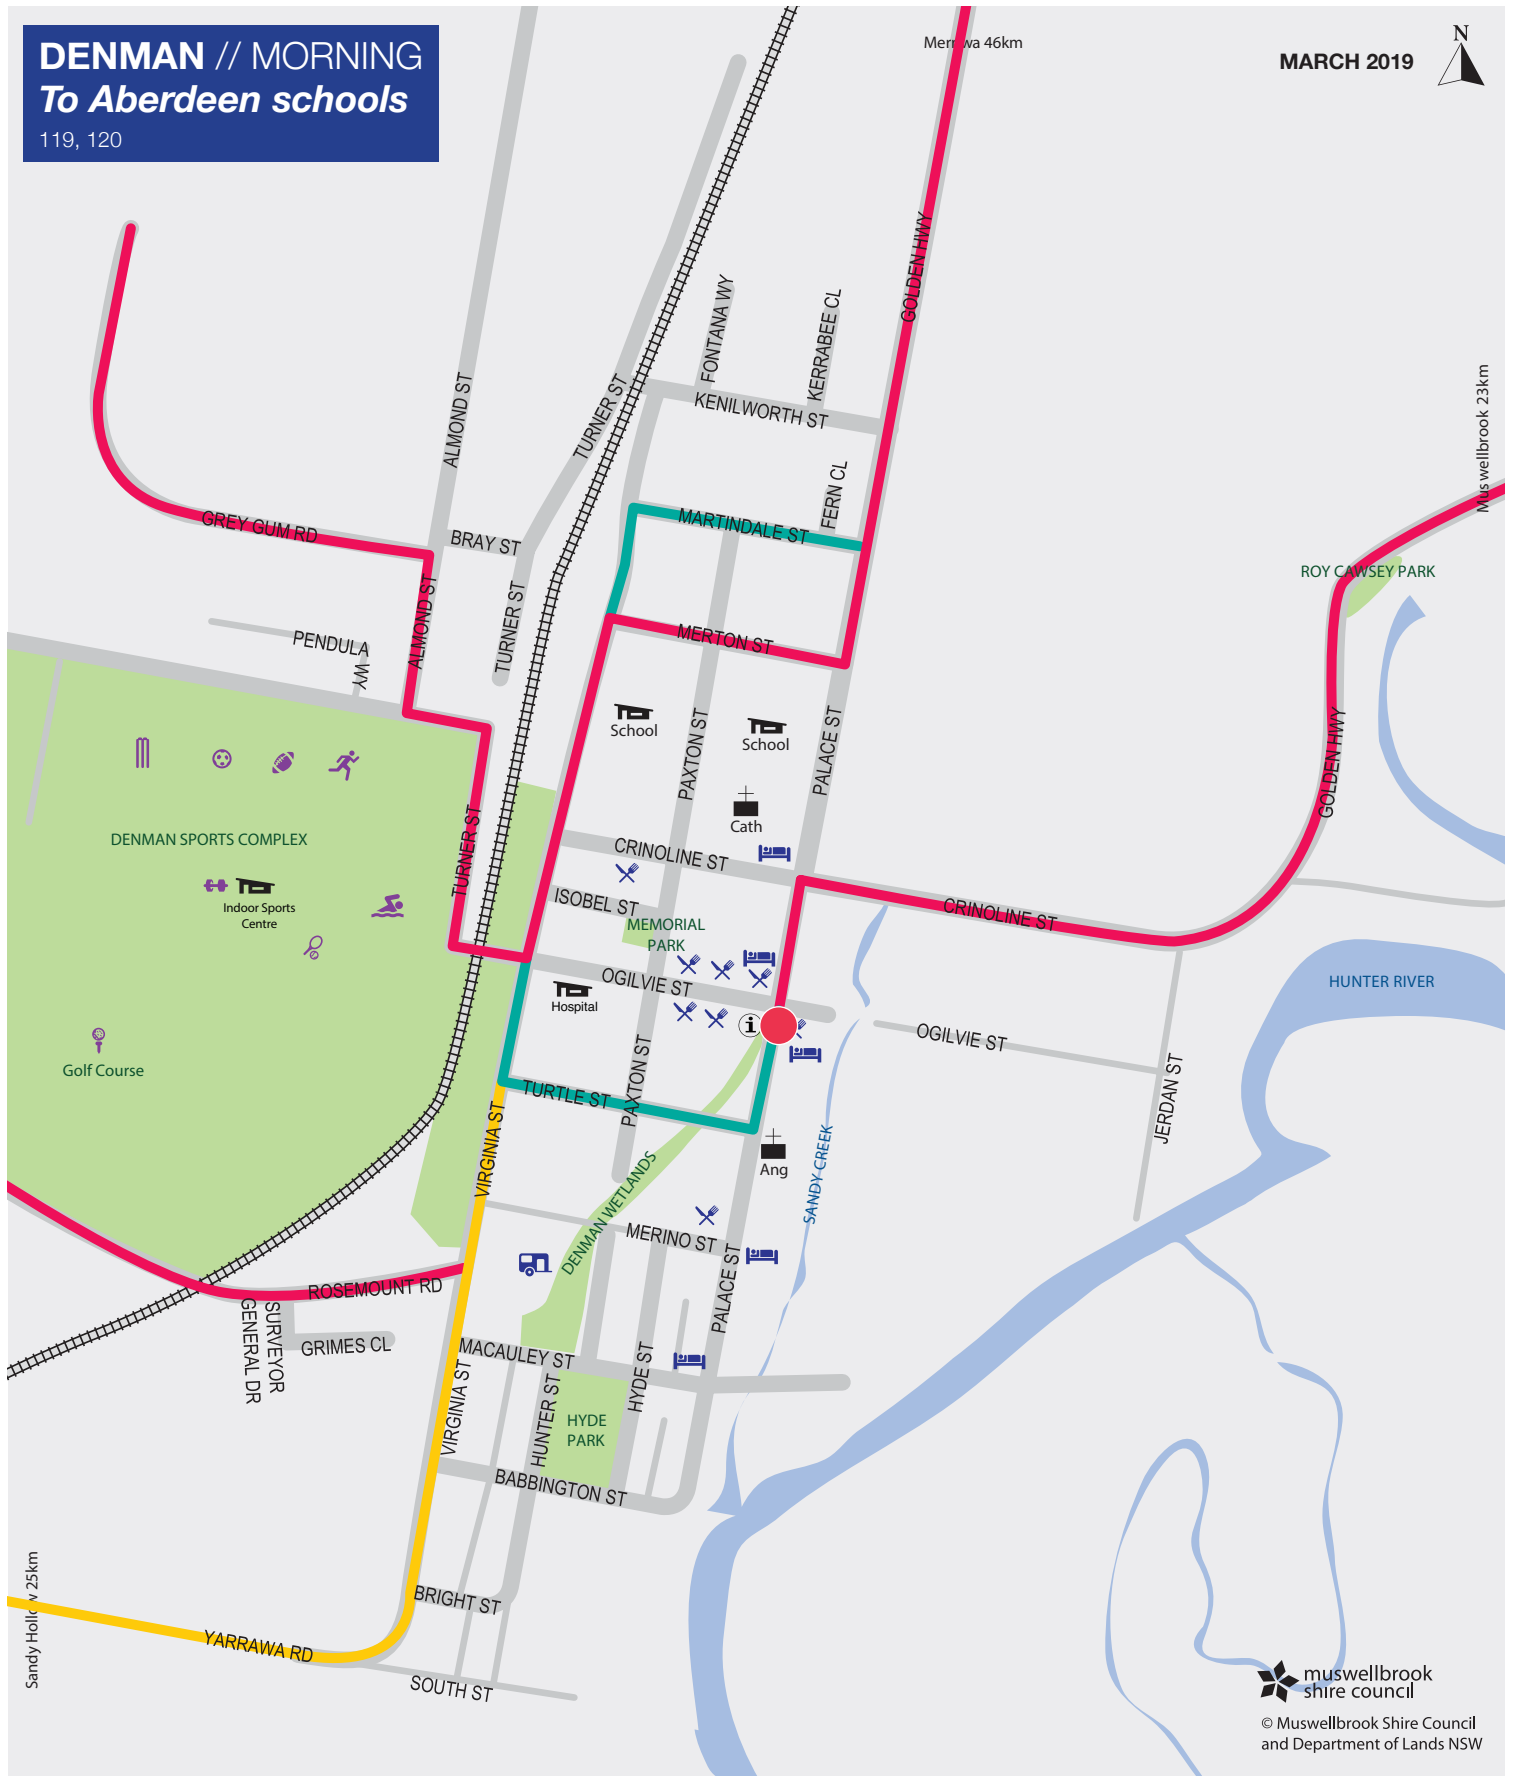 DENMAN // MORNING
To Aberdeen schools
119, 120
Merriwa 46km
MARCH 2019
N
GOLDEN HWY
FONTANA WY
KERRABEE CL
KENILWORTH ST
TURNER ST
ALMOND ST
Muswellbrook 23km
FERN CL
MARTINDALE ST
GREY GUM RD
BRAY ST
ROY CAWSEY PARK
ALMOND ST
TURNER ST
PENDULA
WY
MERTON ST
School
School
PAXTON ST
PALACE ST
GOLDEN HWY
Cath
DENMAN SPORTS COMPLEX
TURNER ST
CRINOLINE ST
ISOBEL ST
Indoor Sports
Centre
MEMORIAL
PARK
CRINOLINE ST
OGILVIE ST
HUNTER RIVER
Hospital
i
OGILVIE ST
Golf Course
TURTLE ST
PAXTON ST
JERDAN ST
VIRGINIA ST
Ang
SANDY CREEK
DENMAN WETLANDS
MERINO ST
PALACE ST
ROSEMOUNT RD
SURVEYOR
GENERAL DR
GRIMES CL
MACAULEY ST
VIRGINIA ST
HUNTER ST
HYDE ST
HYDE
PARK
BABBINGTON ST
Sandy Hollow 25km
BRIGHT ST
YARRAWA RD
SOUTH ST
muswellbrook
shire council
© Muswellbrook Shire Council
and Department of Lands NSW